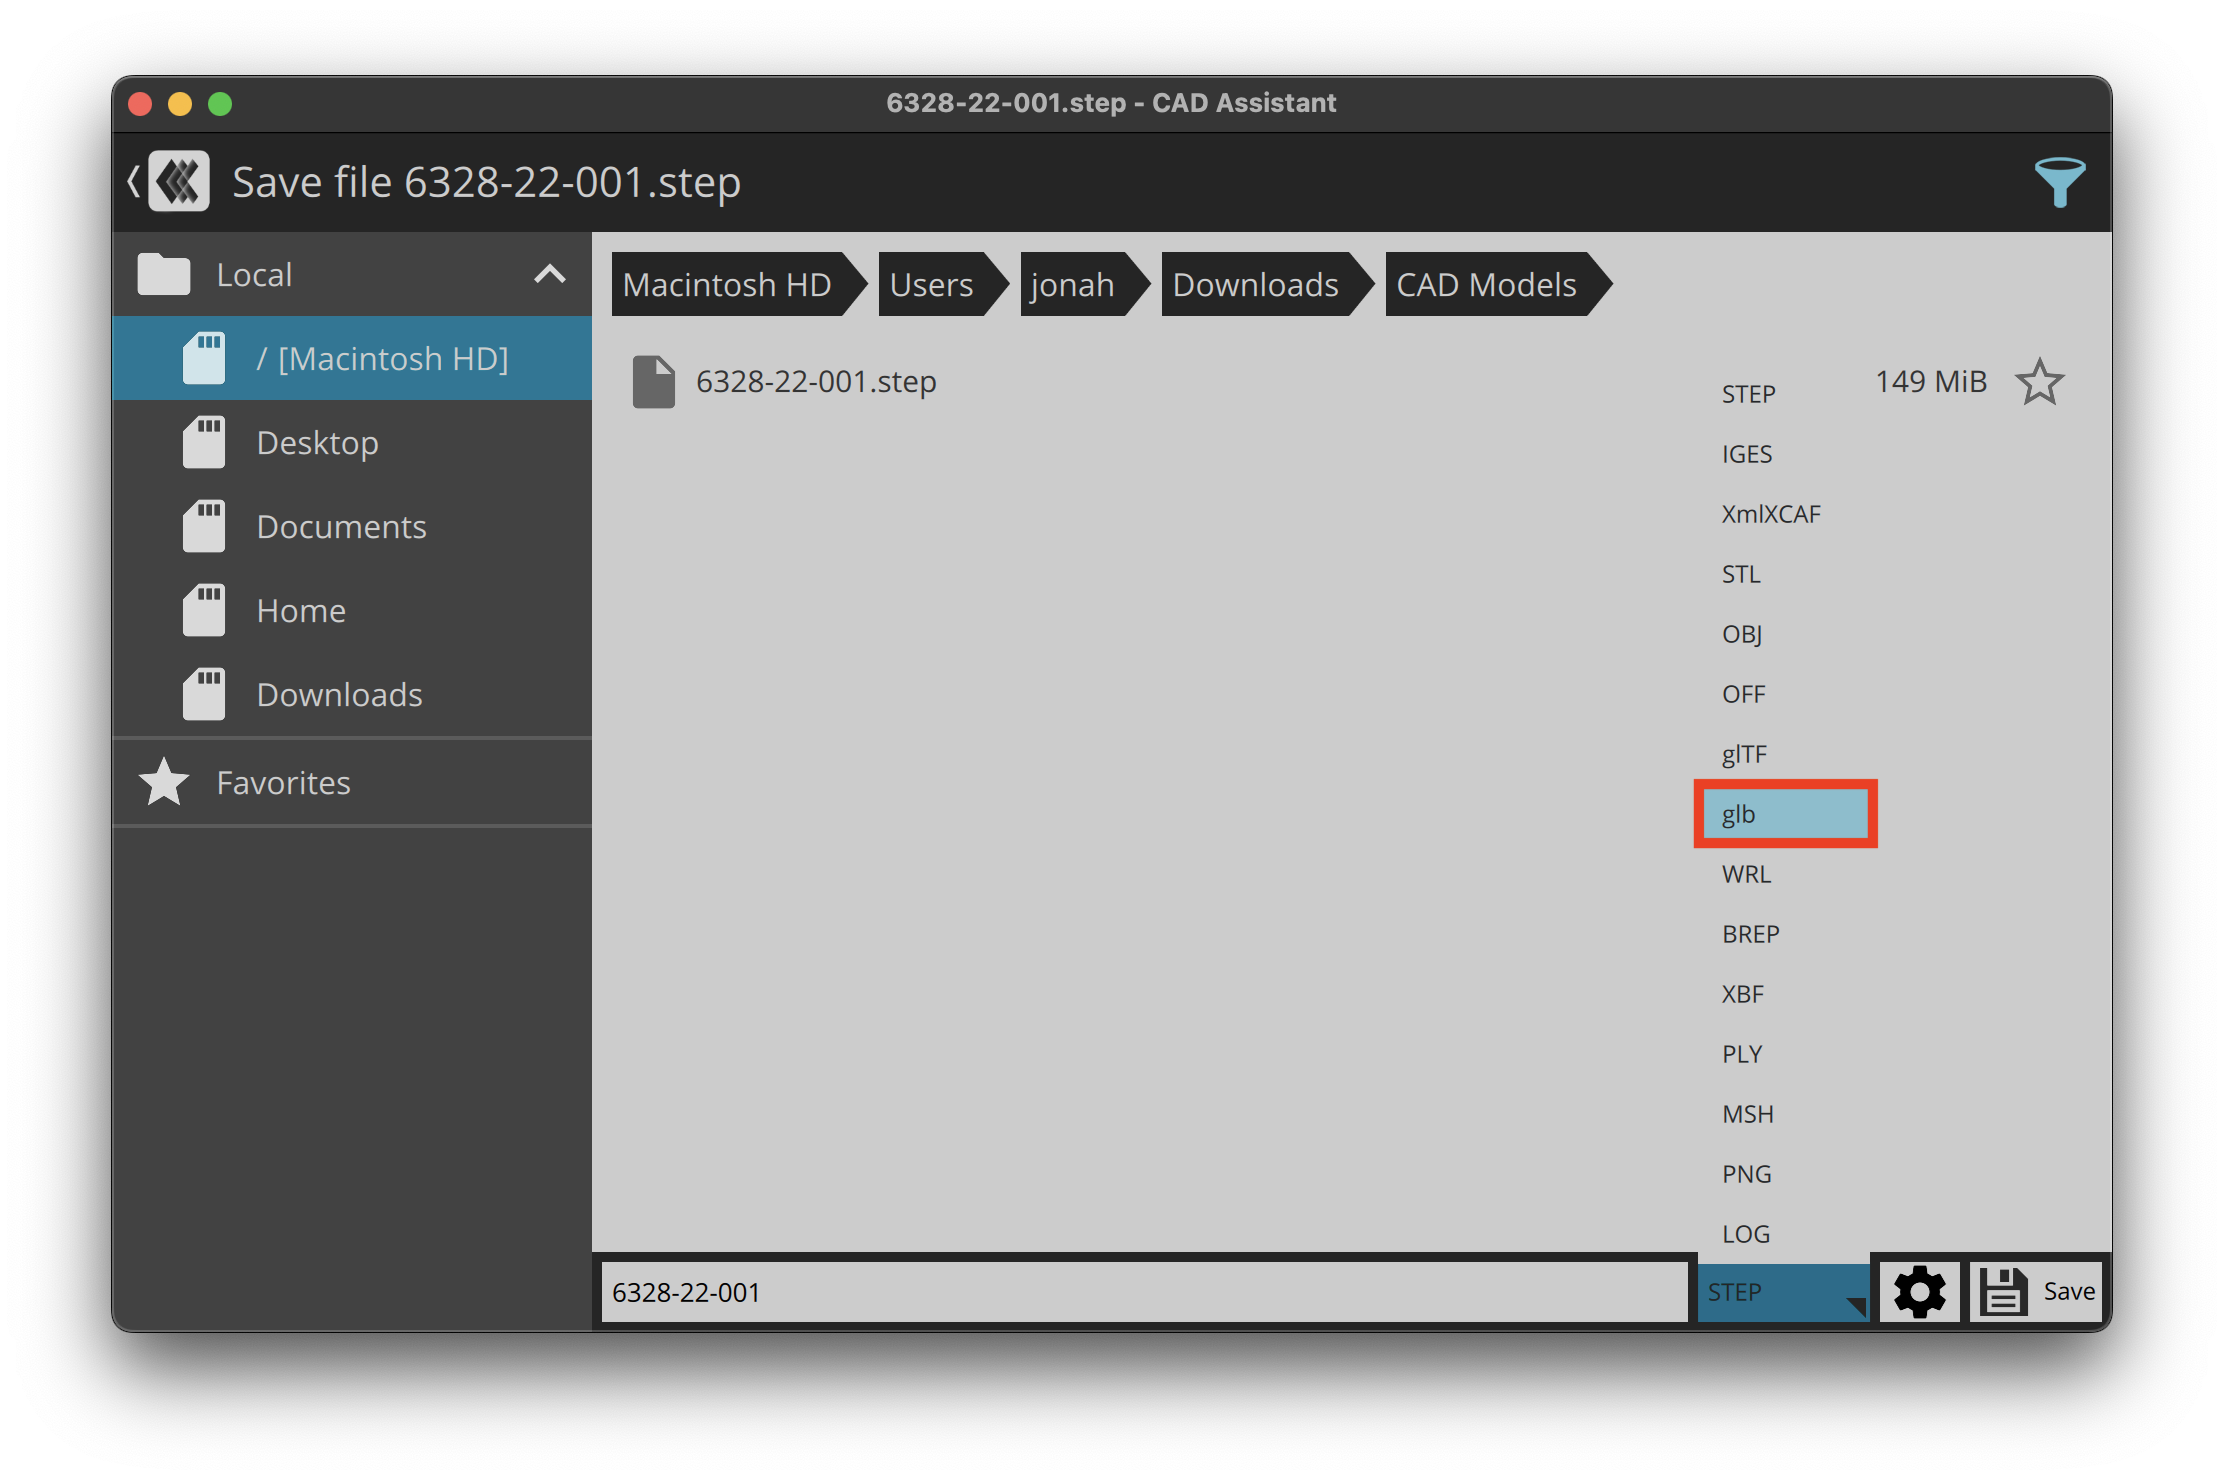 6328-22-001.step - CAD Assistant
Save file 6328-22-001.step
Local
/ [Macintosh HD]
Desktop
Documents
Home
Downloads
Favorites
Macintosh HD
Users
jonah
Downloads
CAD Models
6328-22-001.step
149 MiB
STEP
IGES
XmlXCAF
STL
OBJ
OFF
glTF
glb
WRL
BREP
XBF
PLY
MSH
PNG
LOG
6328-22-001
STEP
Save